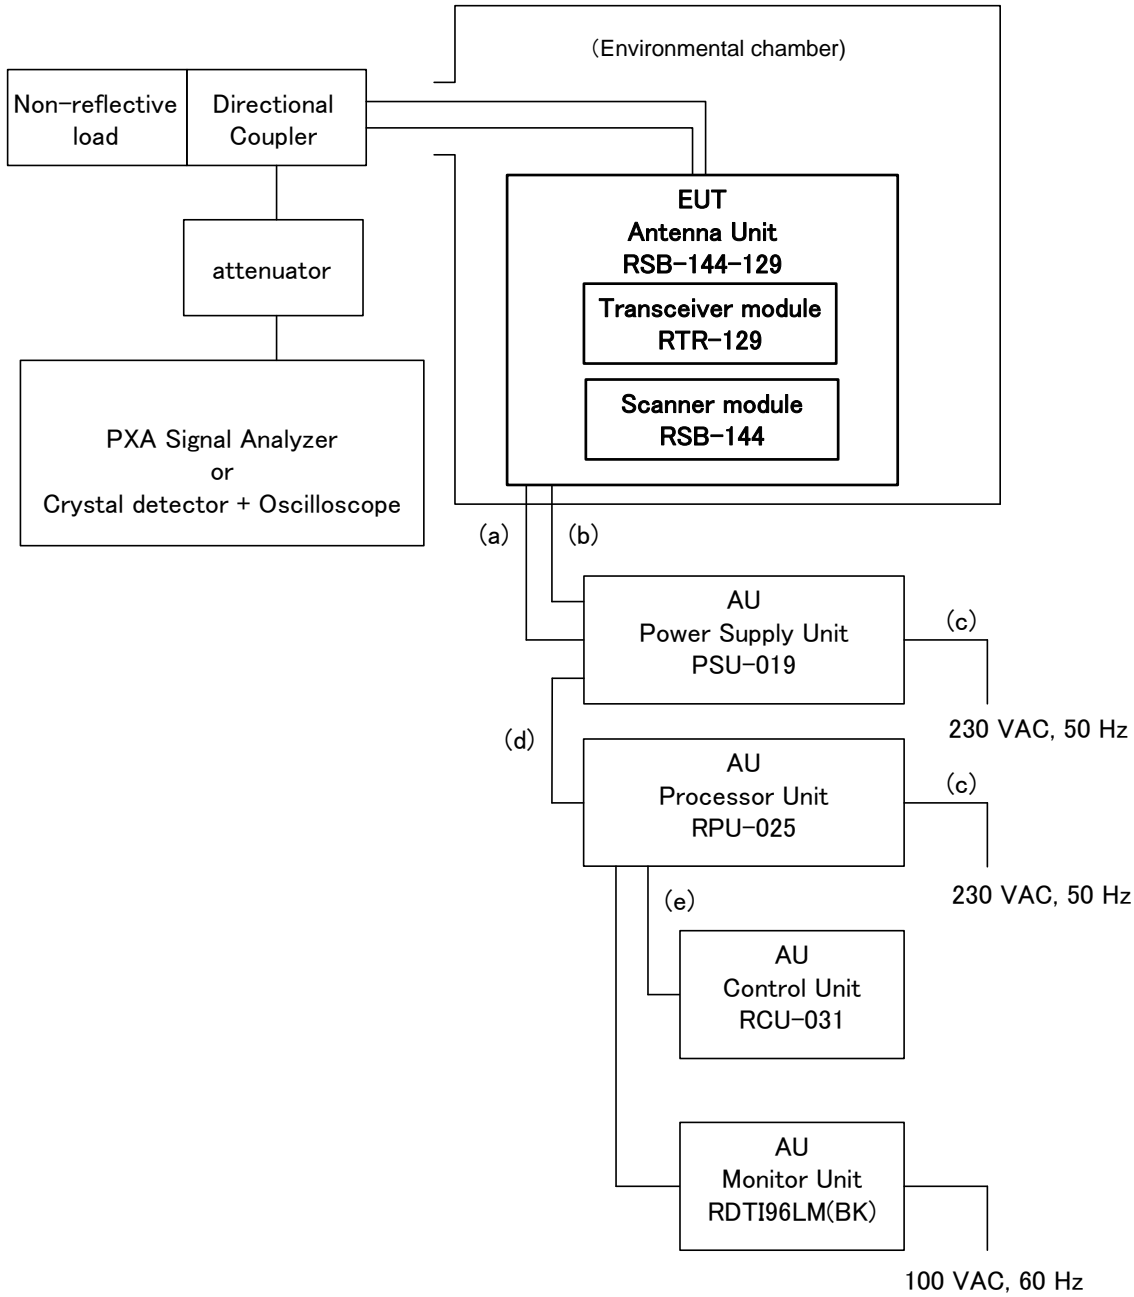 （Environmental chamber)
Non-reflective
load
Directional
Coupler
EUT
Antenna Unit
RSB-144-129
attenuator
Transceiver module
RTR-129
Scanner module
RSB-144
PXA Signal Analyzer
or
Crystal detector + Oscilloscope
(a)
(b)
AU
Power Supply Unit
PSU-019
(c)
230 VAC, 50 Hz
(d)
AU
Processor Unit
RPU-025
(c)
230 VAC, 50 Hz
(e)
AU
Control Unit
RCU-031
AU
Monitor Unit
RDTI96LM(BK)
100 VAC, 60 Hz